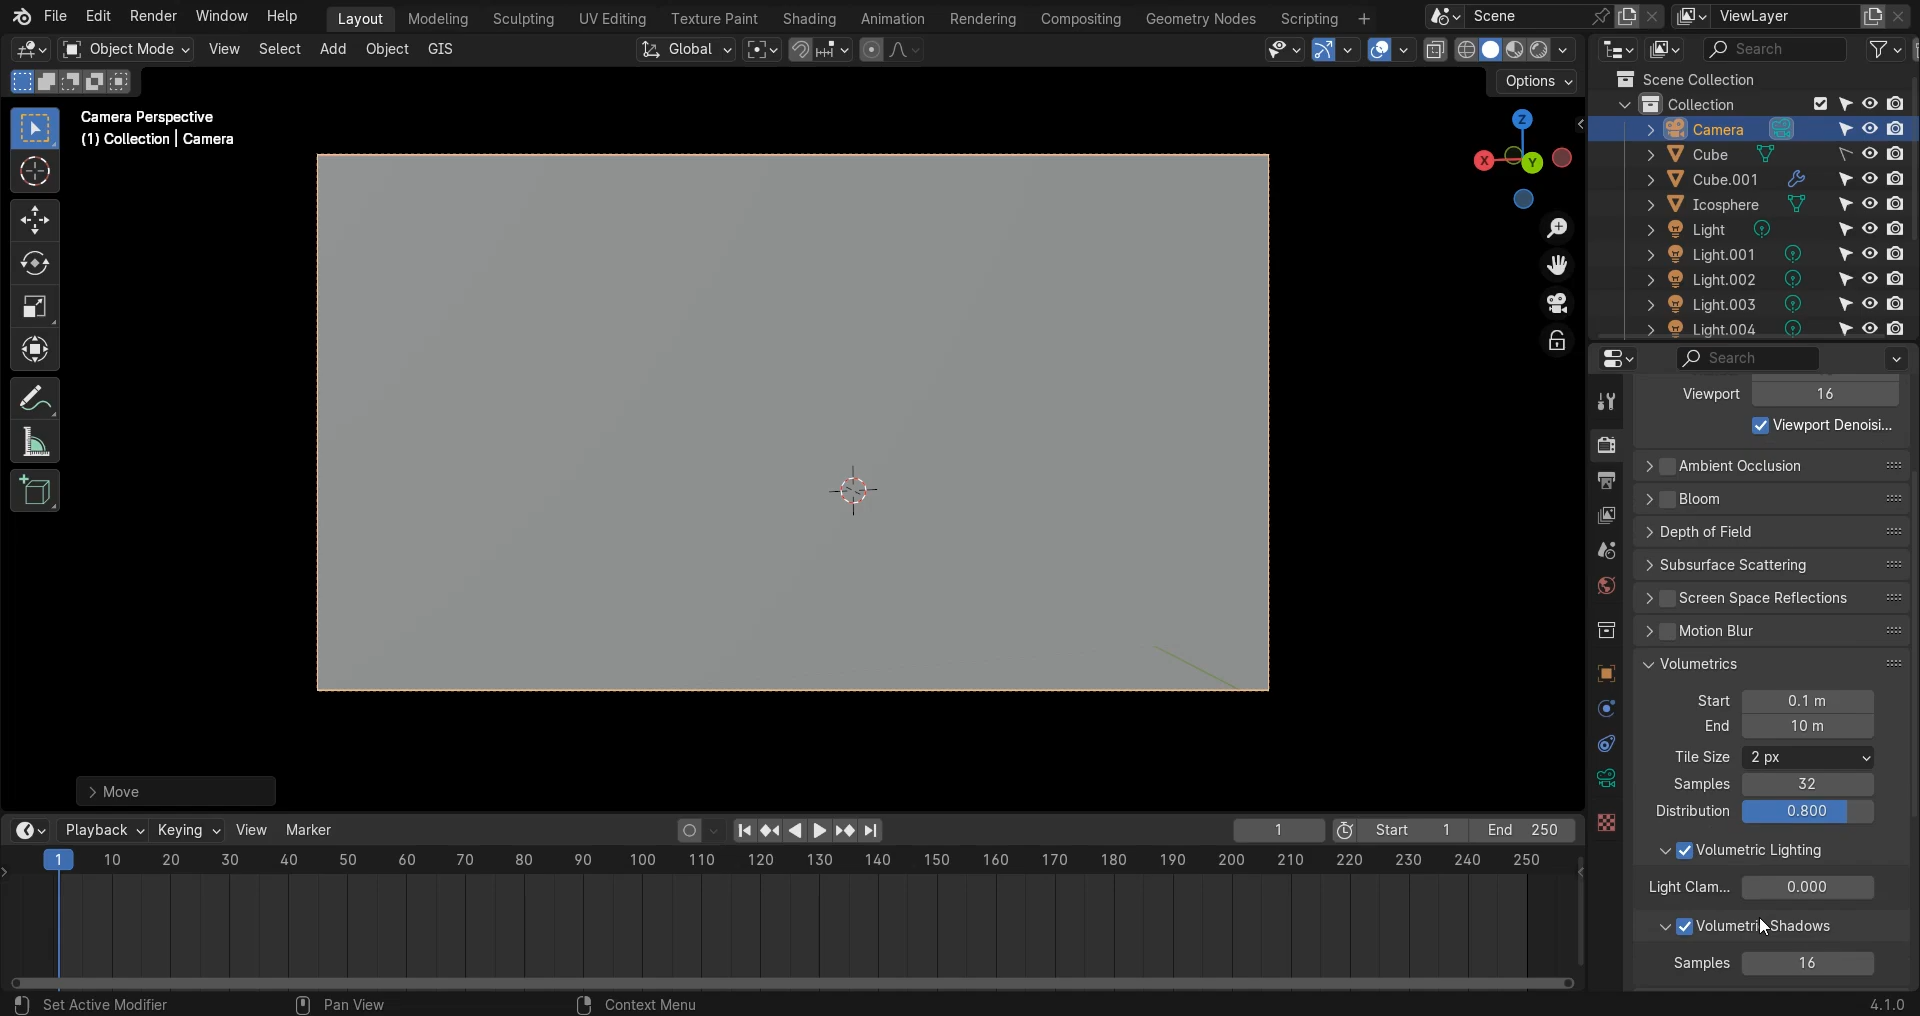 File Edit Render Window Help Layout Modeling Sculpting UV Editing Texture Paint Shading Animation Rendering Compositing Geometry Nodes Scripting + Scene ViewLayer
Object Mode View Select Add Object GIS Global Search
Options
Camera Perspective
(1) Collection | Camera
Z
X Y
Move
Scene Collection
Collection
Camera
Cube
Cube.001
Icosphere
Light
Light.001
Light.002
Light.003
Light.004
Search
Viewport 16
Viewport Denoisi...
Ambient Occlusion
Bloom
Depth of Field
Subsurface Scattering
Screen Space Reflections
Motion Blur
Volumetrics
Start 0.1 m
End 10 m
Tile Size 2 px
Samples 32
Distribution 0.800
Volumetric Lighting
Light Clam... 0.000
Volumetri Shadows
Samples 16
Playback Keying View Marker 1 Start 1 End 250
1 10 20 30 40 50 60 70 80 90 100 110 120 130 140 150 160 170 180 190 200 210 220 230 240 250
Set Active Modifier Pan View Context Menu 4.1.0